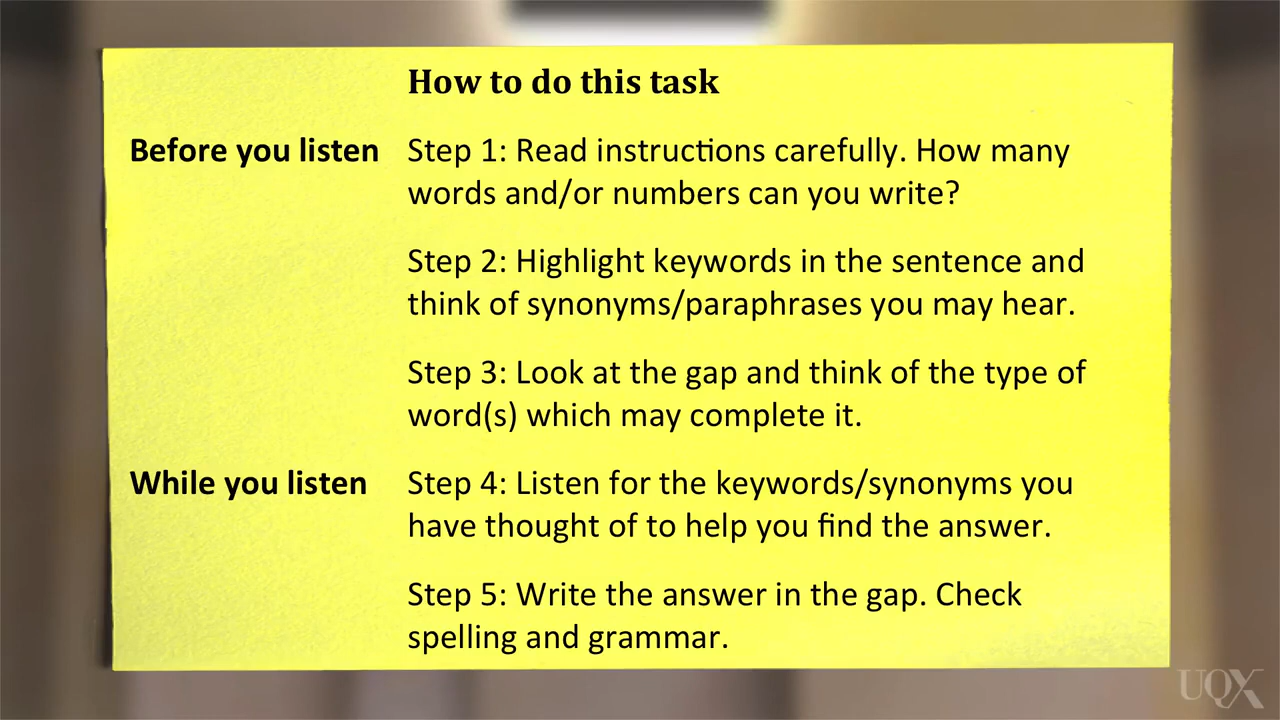 How to do this task
Before you listen
Step 1: Read instructions carefully. How many
words and/or numbers can you write?
Step 2: Highlight keywords in the sentence and
think of synonyms/paraphrases you may hear.
Step 3: Look at the gap and think of the type of
word(s) which may complete it.
While you listen
Step 4: Listen for the keywords/synonyms you
have thought of to help you find the answer.
Step 5: Write the answer in the gap. Check
spelling and grammar.
UQX